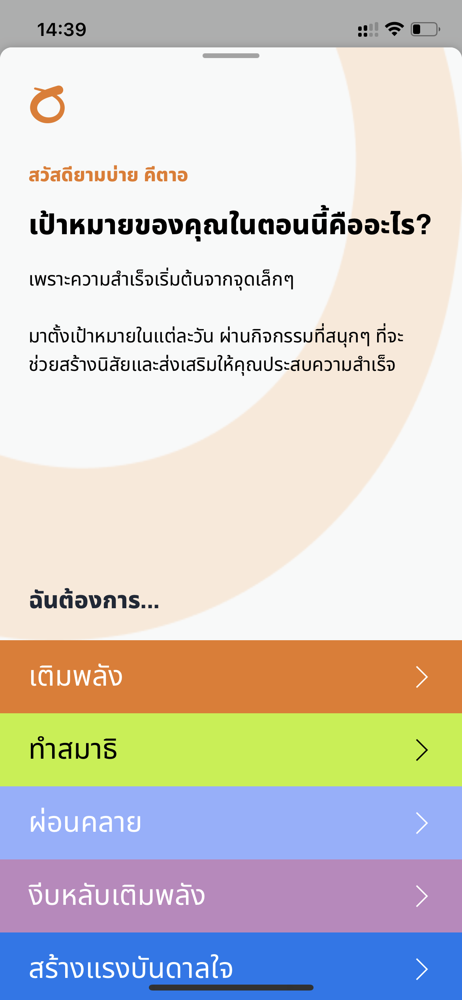 14:39
สวัสดียามบ่าย คีตาอ
เป้าหมายของคุณในตอนนี้คืออะไร?
เพราะความสำเร็จเริ่มต้นจากจุดเล็กๆ
มาตั้งเป้าหมายในแต่ละวัน ผ่านกิจกรรมที่สนุกๆ ที่จะ
ช่วยสร้างนิสัยและส่งเสริมให้คุณประสบความสำเร็จ
ฉันต้องการ...
เติมพลัง
ทำสมาธิ
ผ่อนคลาย
งีบหลับเติมพลัง
สร้างแรงบันดาลใจ